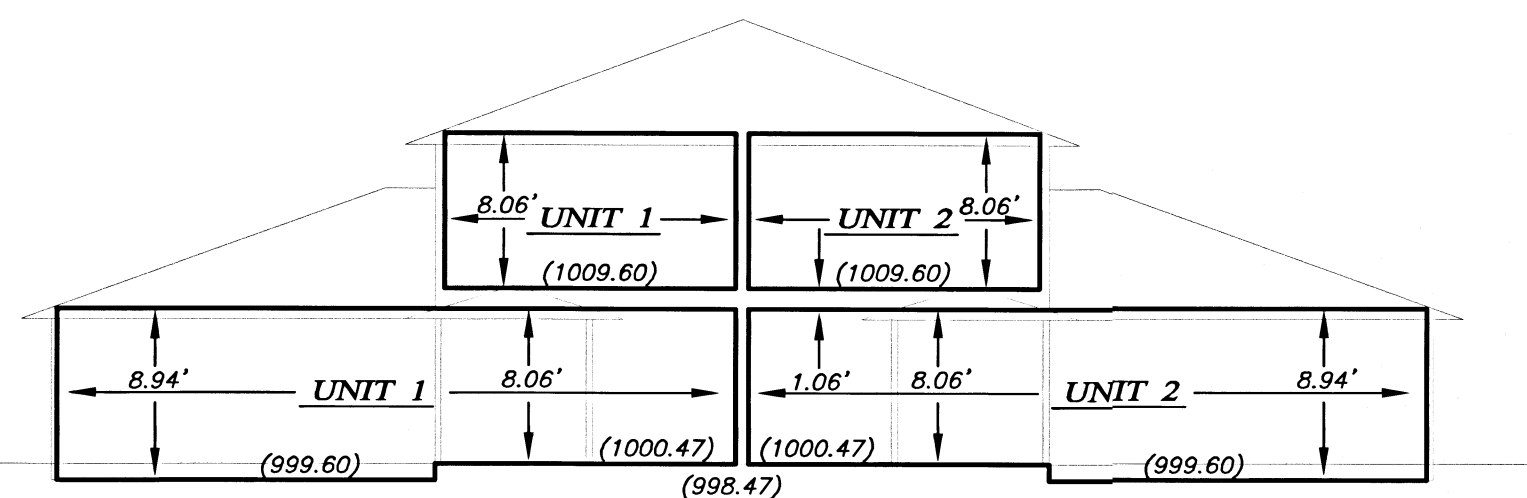 8.06' UNIT 1
UNIT 2 8.06'
(1009.60)
(1009.60)
8.94' UNIT 1 8.06'
1.06' 8.06' UNIT 2 8.94'
(999.60) (1000.47)
(1000.47) (999.60)
(998.47)